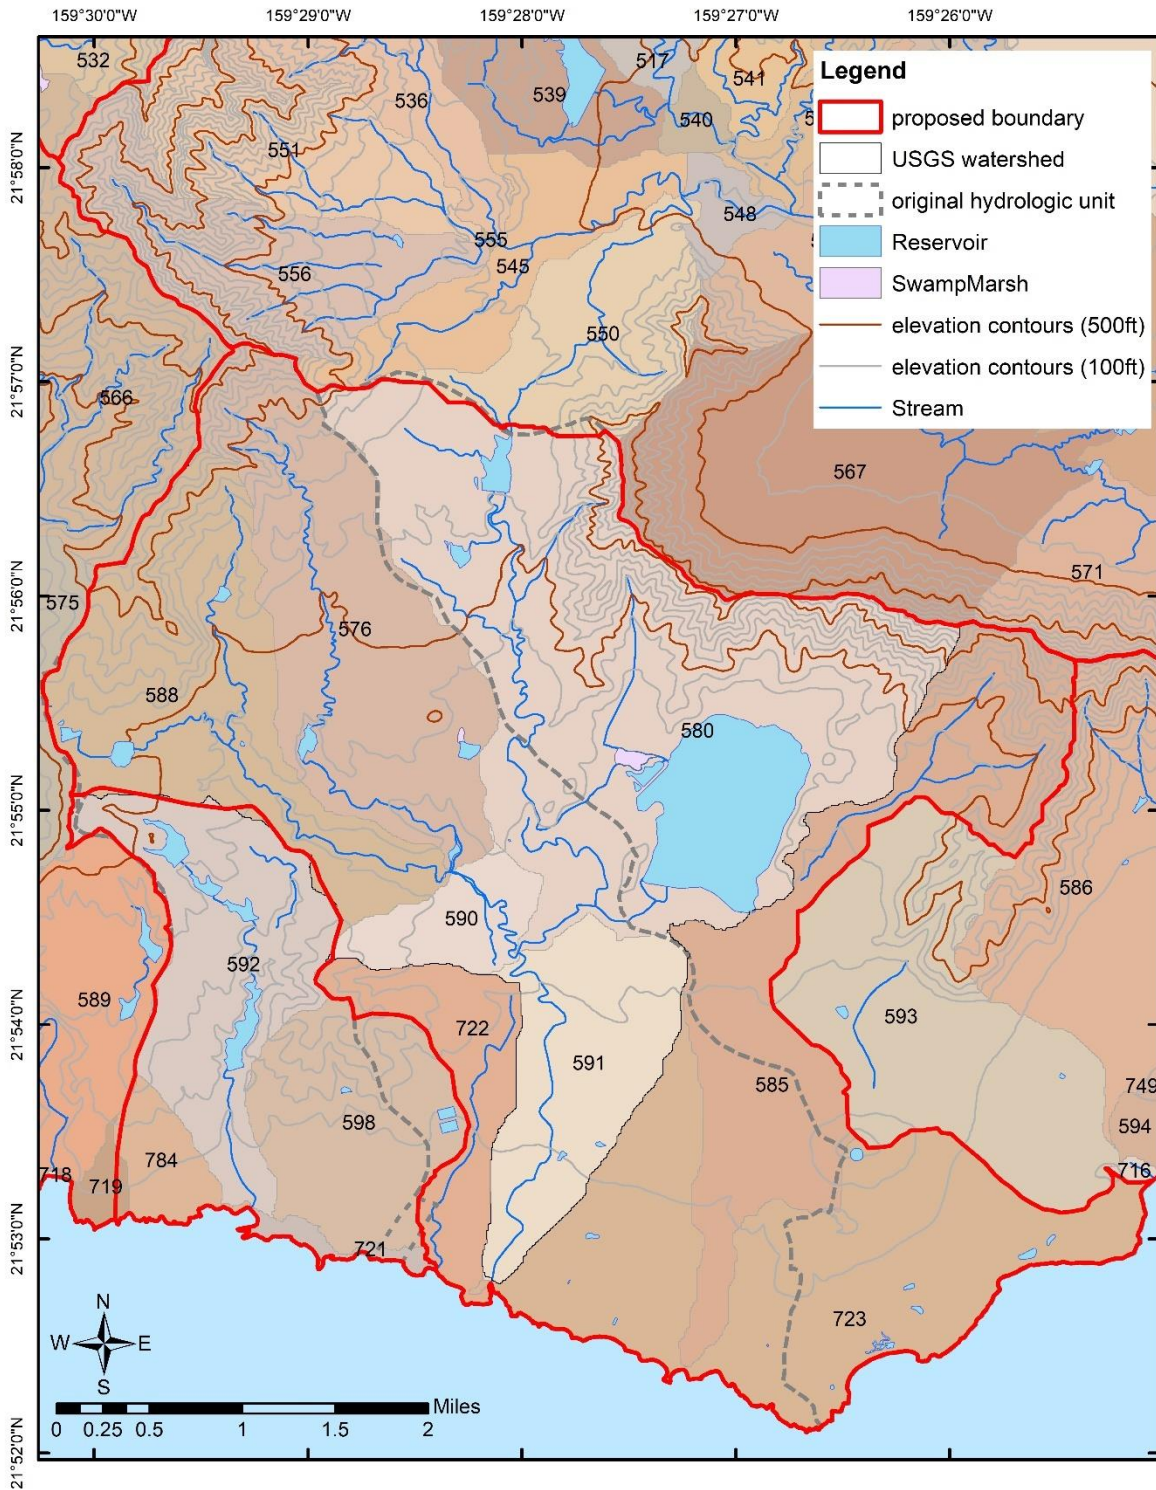 159°30'0"W 159°29'0"W 159°28'0"W 159°27'0"W 159°26'0"W
532
517
541
539
536
540
551
21°58'0"N
548
555
545
556
550
21°57'0"N
566
567
571
21°56'0"N
575
576
588
580
21°55'0"N
586
590
592
589
21°54'0"N
593
722
591
585
749
598
594
784
718
716
719
21°53'0"N
721
723
21°52'0"N
Legend
proposed boundary
USGS watershed
original hydrologic unit
Reservoir
SwampMarsh
elevation contours (500ft)
elevation contours (100ft)
Stream
N
W E
S
Miles
0 0.25 0.5 1 1.5 2